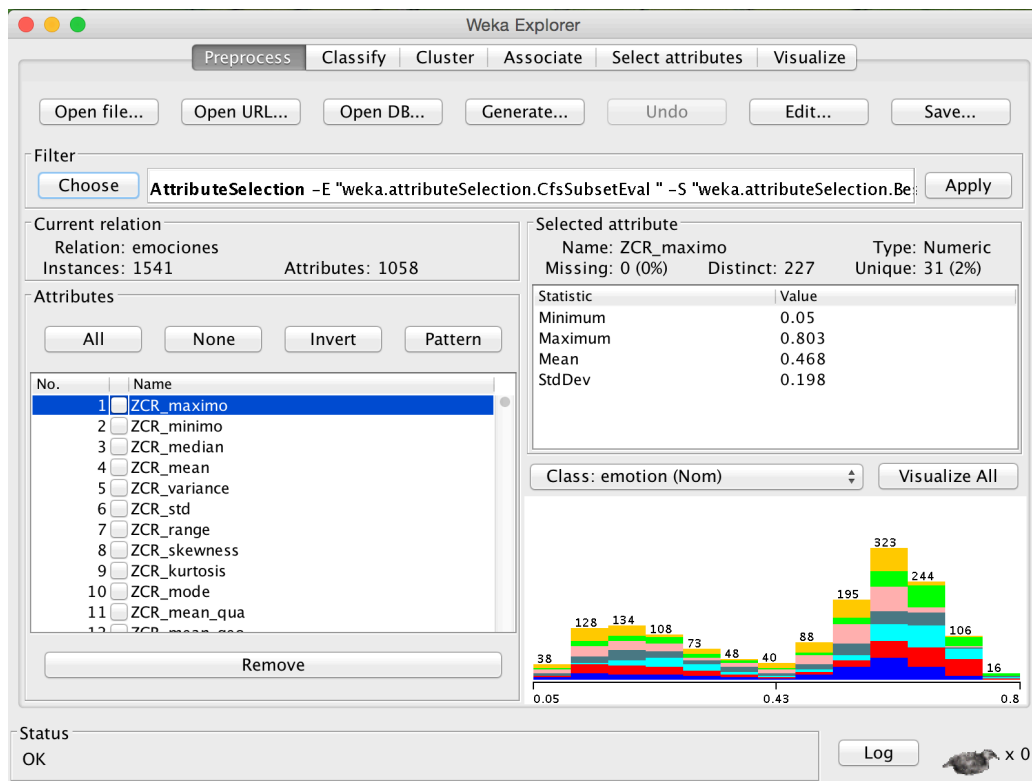 Weka Explorer
Preprocess Classify Cluster Associate Select attributes Visualize
Open file... Open URL... Open DB... Generate... Undo Edit... Save...
Filter
Choose AttributeSelection -E "weka.attributeSelection.CfsSubsetEval " -S "weka.attributeSelection.Bes Apply
Current relation
Relation: emociones
Instances: 1541 Attributes: 1058
Attributes
All None Invert Pattern
No. Name
1 ZCR_maximo
2 ZCR_minimo
3 ZCR_median
4 ZCR_mean
5 ZCR_variance
6 ZCR_std
7 ZCR_range
8 ZCR_skewness
9 ZCR_kurtosis
10 ZCR_mode
11 ZCR_mean_qua
12 ZCR_mean_geo
Remove
Selected attribute
Name: ZCR_maximo Type: Numeric
Missing: 0 (0%) Distinct: 227 Unique: 31 (2%)
Statistic Value
Minimum 0.05
Maximum 0.803
Mean 0.468
StdDev 0.198
Class: emotion (Nom) Visualize All
38 128 134 108 73 48 40 88 195 323 244 106 16
0.05 0.43 0.8
Status
OK
Log x 0